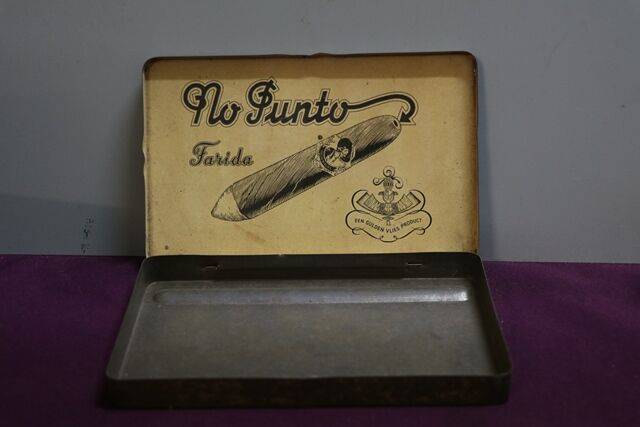 No Punto
Farida
EEN GULDEN VLIES PRODUCT